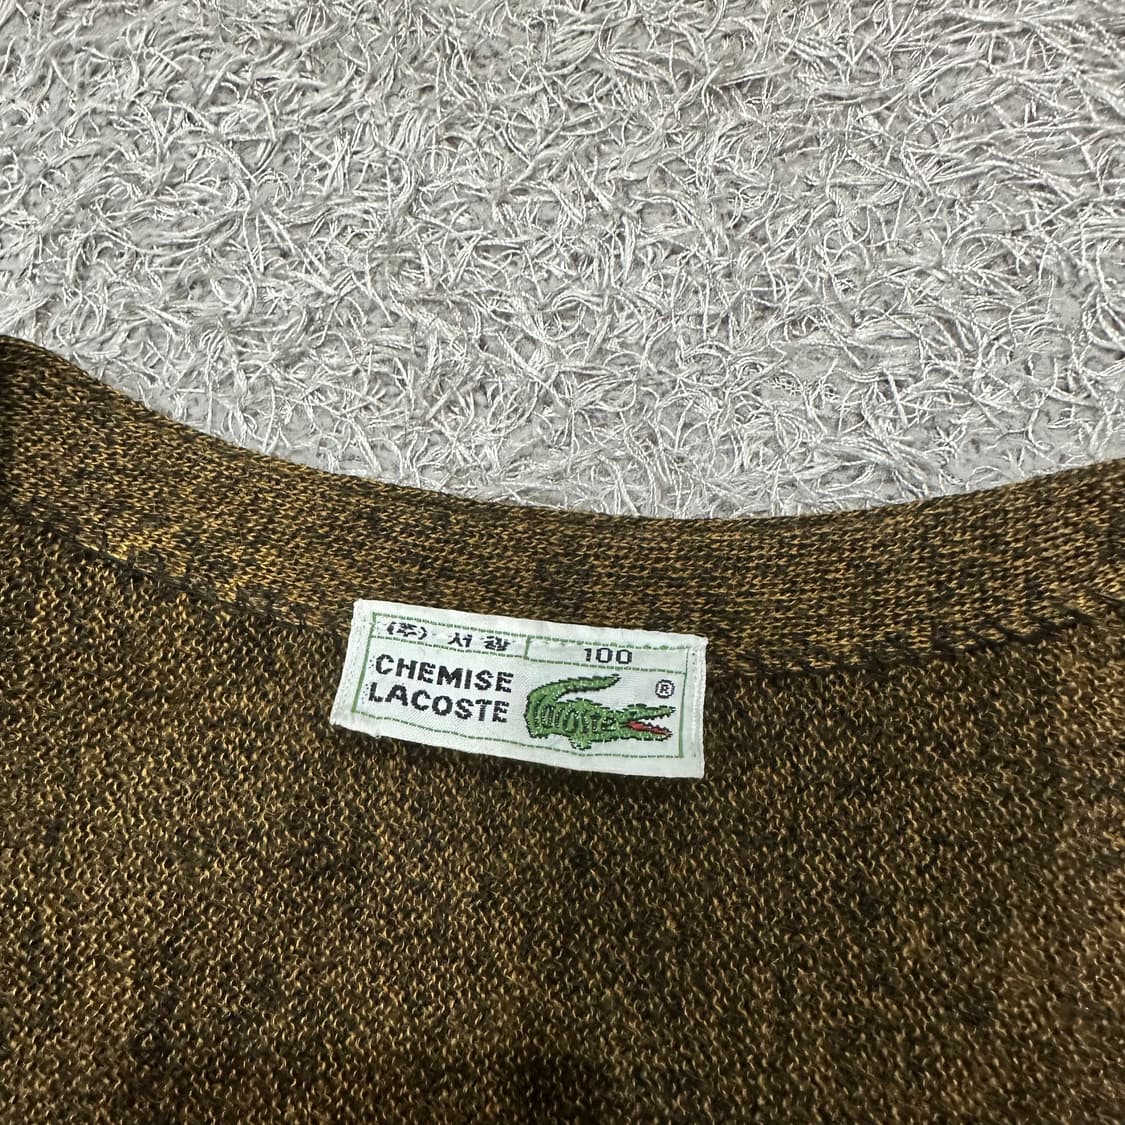 (주) 서광
100
CHEMISE
LACOSTE
®
lacoste